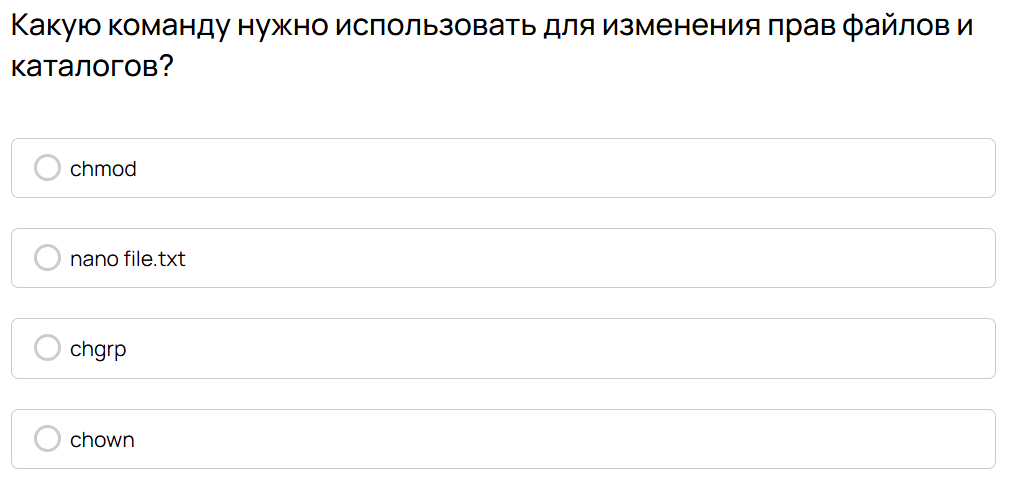 Какую команду нужно использовать для изменения прав файлов и
каталогов?
chmod
nano file.txt
chgrp
chown